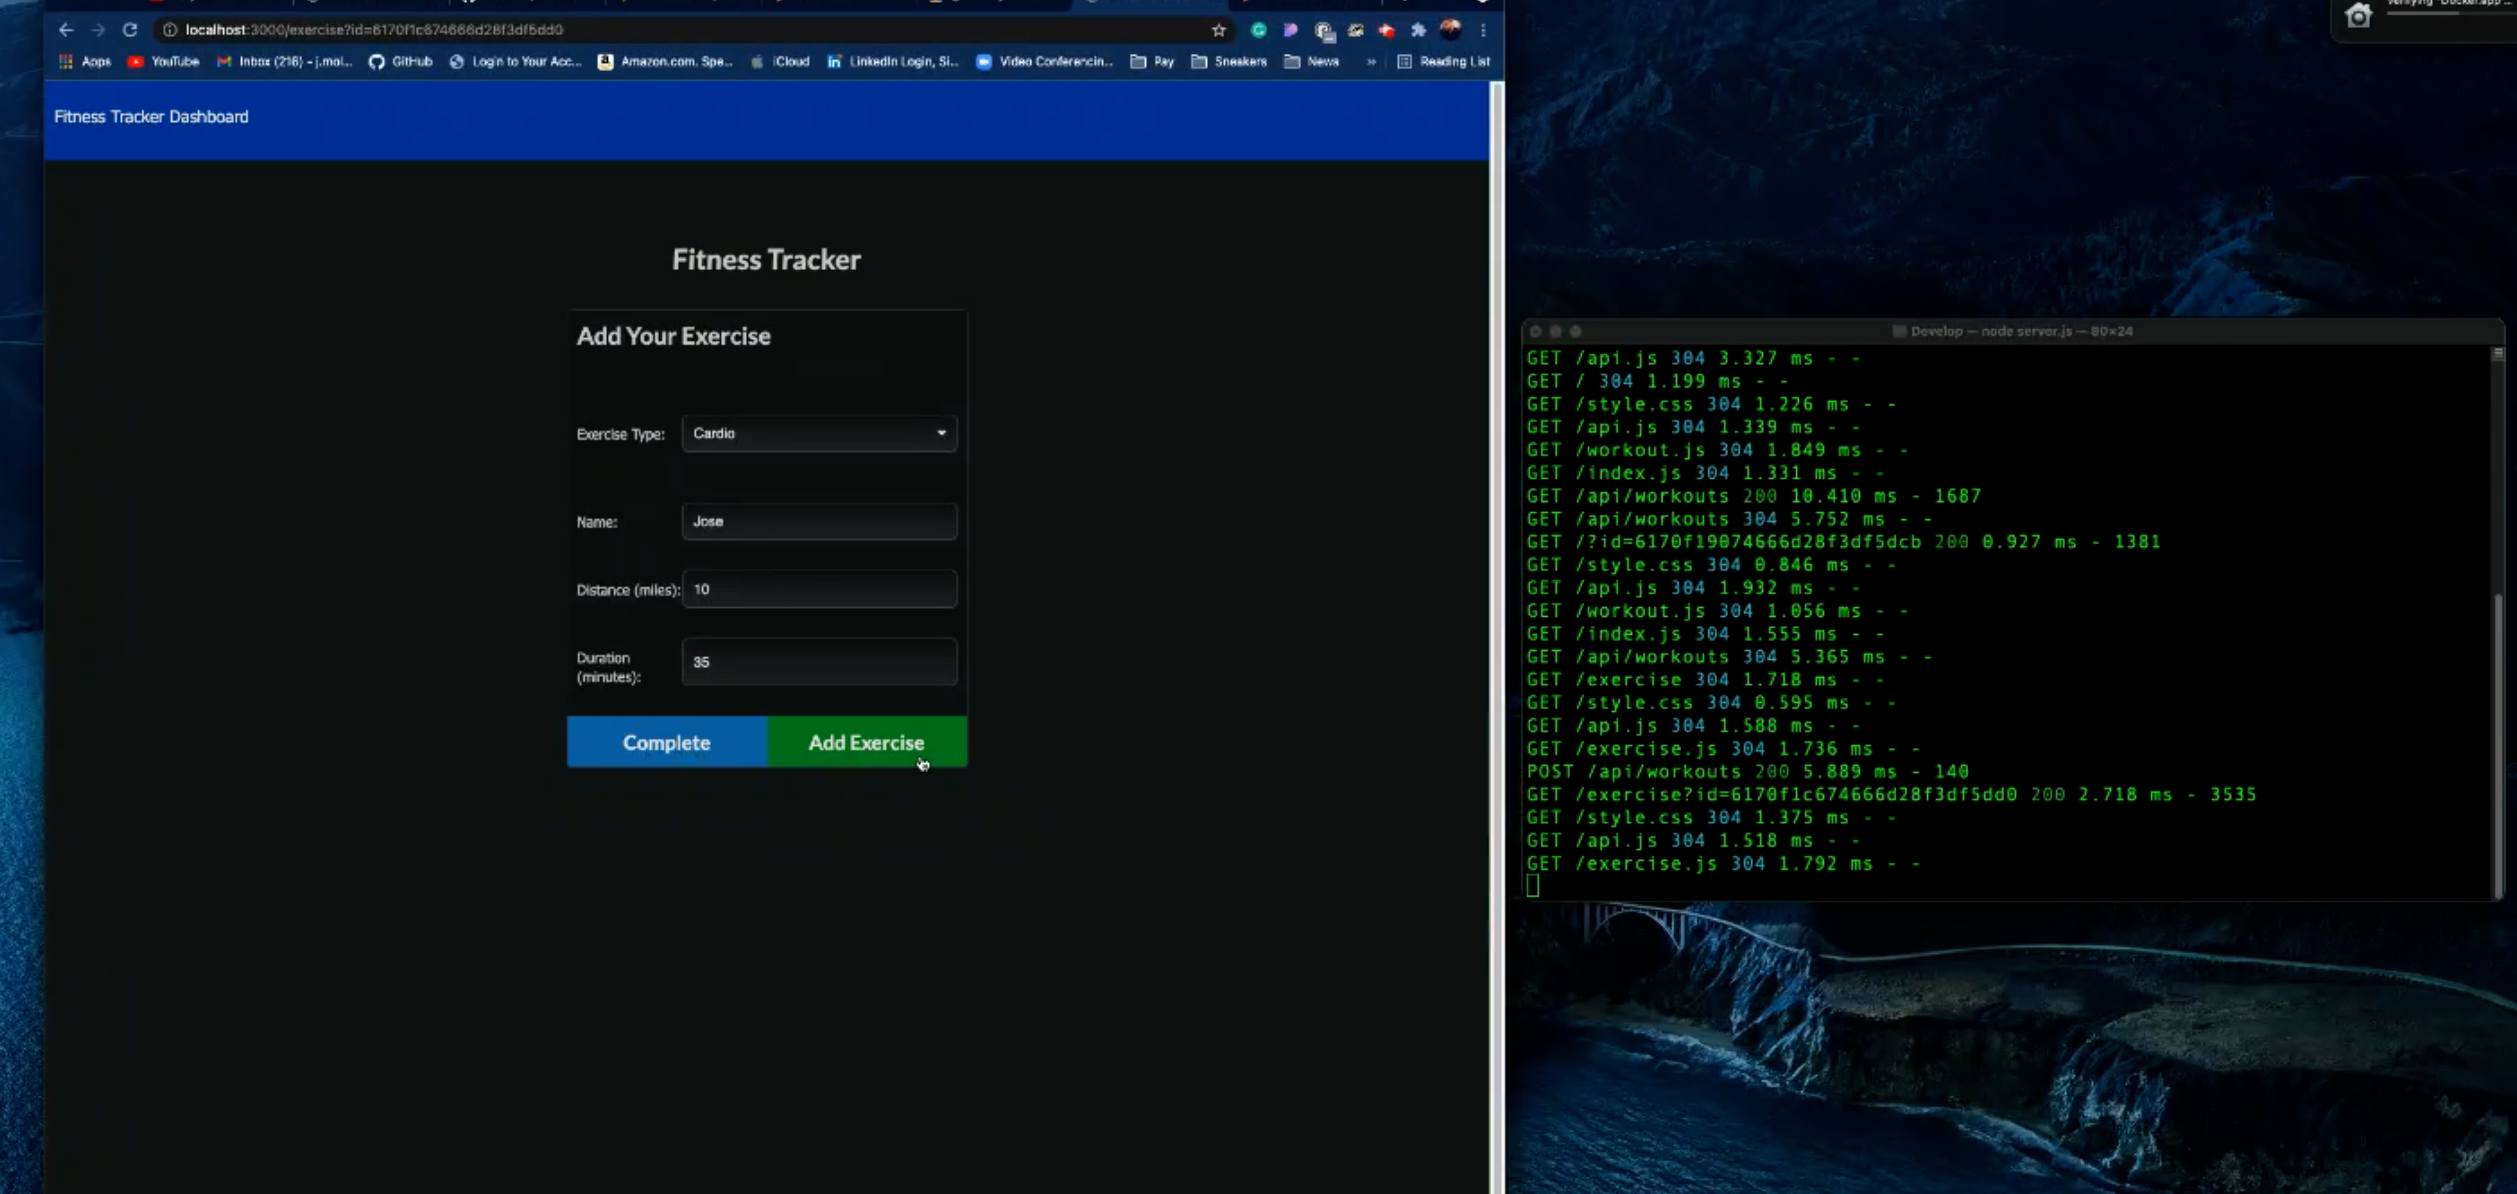 localhost:3000/exercise?id=6170f1c674666d28f3df5dd0
Apps YouTube Inbox (216) - j.mol... GitHub Login to Your Acc... Amazon.com. Spe... iCloud LinkedIn Login, Si... Video Conferencin... Pay Sneakers News » Reading List
Fitness Tracker Dashboard
Fitness Tracker
Add Your Exercise
Exercise Type: Cardio
Name: Jose
Distance (miles): 10
Duration
(minutes): 35
Complete Add Exercise
Verifying "Docker.app"...
Develop — node server.js — 80×24
GET /api.js 304 3.327 ms - -
GET / 304 1.199 ms - -
GET /style.css 304 1.226 ms - -
GET /api.js 304 1.339 ms - -
GET /workout.js 304 1.849 ms - -
GET /index.js 304 1.331 ms - -
GET /api/workouts 200 10.410 ms - 1687
GET /api/workouts 304 5.752 ms - -
GET /?id=6170f19074666d28f3df5dcb 200 0.927 ms - 1381
GET /style.css 304 0.846 ms - -
GET /api.js 304 1.932 ms - -
GET /workout.js 304 1.056 ms - -
GET /index.js 304 1.555 ms - -
GET /api/workouts 304 5.365 ms - -
GET /exercise 304 1.718 ms - -
GET /style.css 304 0.595 ms - -
GET /api.js 304 1.588 ms - -
GET /exercise.js 304 1.736 ms - -
POST /api/workouts 200 5.889 ms - 140
GET /exercise?id=6170f1c674666d28f3df5dd0 200 2.718 ms - 3535
GET /style.css 304 1.375 ms - -
GET /api.js 304 1.518 ms - -
GET /exercise.js 304 1.792 ms - -